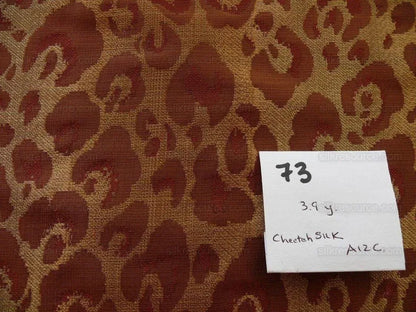 73
3.9 y.
Cheetah SILK
A12C.